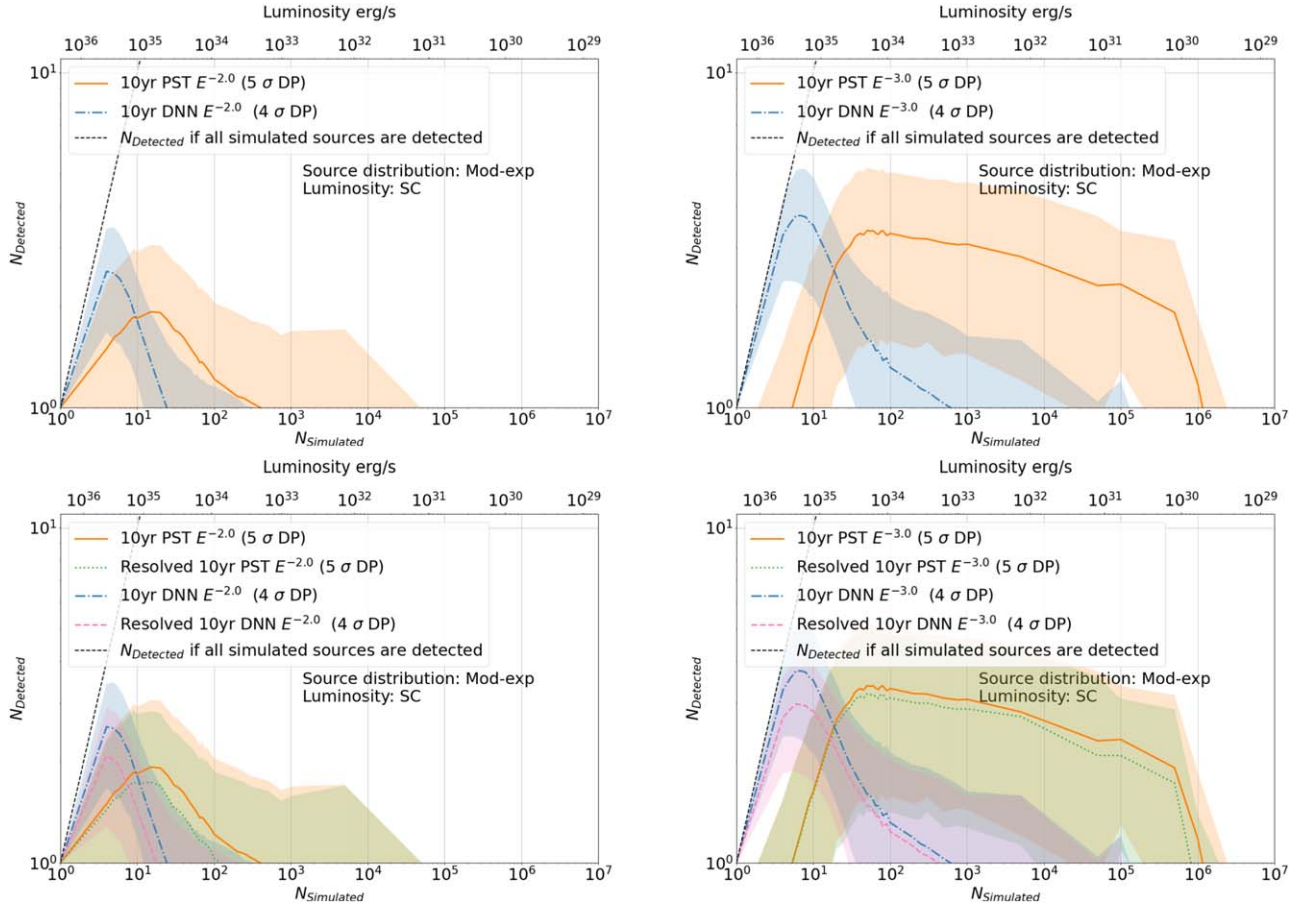 Luminosity erg/s
10^36 10^35 10^34 10^33 10^32 10^31 10^30 10^29
10^1
10yr PST E^−2.0 (5 σ DP)
10yr DNN E^−2.0 (4 σ DP)
N_Detected if all simulated sources are detected
Source distribution: Mod-exp
Luminosity: SC
N_Detected
10^0
10^0 10^1 10^2 10^3 10^4 10^5 10^6 10^7
N_Simulated
Luminosity erg/s
10^36 10^35 10^34 10^33 10^32 10^31 10^30 10^29
10^1
10yr PST E^−3.0 (5 σ DP)
10yr DNN E^−3.0 (4 σ DP)
N_Detected if all simulated sources are detected
Source distribution: Mod-exp
Luminosity: SC
N_Detected
10^0
10^0 10^1 10^2 10^3 10^4 10^5 10^6 10^7
N_Simulated
Luminosity erg/s
10^36 10^35 10^34 10^33 10^32 10^31 10^30 10^29
10^1
10yr PST E^−2.0 (5 σ DP)
Resolved 10yr PST E^−2.0 (5 σ DP)
10yr DNN E^−2.0 (4 σ DP)
Resolved 10yr DNN E^−2.0 (4 σ DP)
N_Detected if all simulated sources are detected
Source distribution: Mod-exp
Luminosity: SC
N_Detected
10^0
10^0 10^1 10^2 10^3 10^4 10^5 10^6 10^7
N_Simulated
Luminosity erg/s
10^36 10^35 10^34 10^33 10^32 10^31 10^30 10^29
10^1
10yr PST E^−3.0 (5 σ DP)
Resolved 10yr PST E^−3.0 (5 σ DP)
10yr DNN E^−3.0 (4 σ DP)
Resolved 10yr DNN E^−3.0 (4 σ DP)
N_Detected if all simulated sources are detected
Source distribution: Mod-exp
Luminosity: SC
N_Detected
10^0
10^0 10^1 10^2 10^3 10^4 10^5 10^6 10^7
N_Simulated